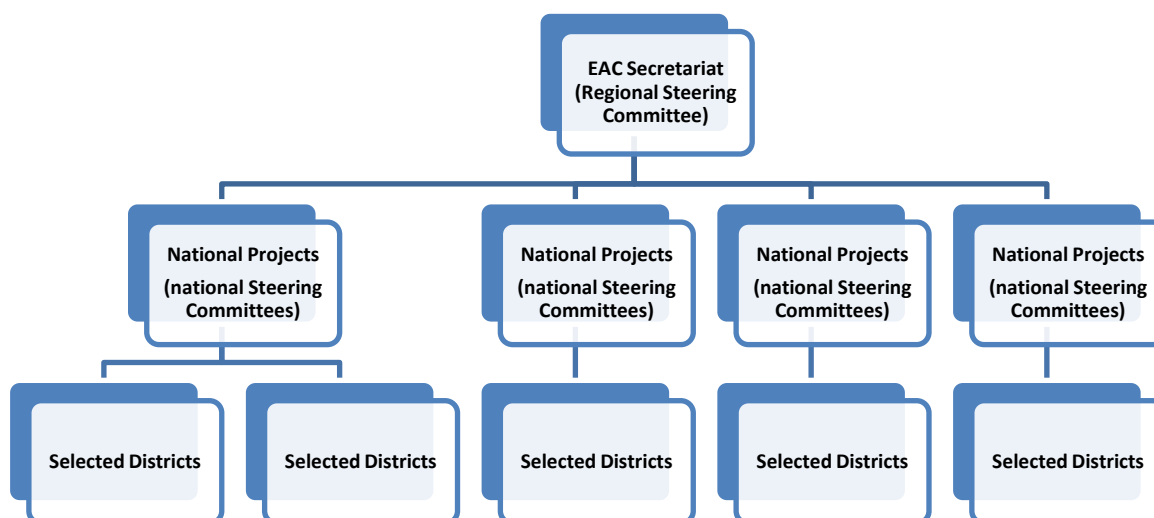 EAC Secretariat
(Regional Steering
Committee)
National Projects
(national Steering
Committees)
National Projects
(national Steering
Committees)
National Projects
(national Steering
Committees)
National Projects
(national Steering
Committees)
Selected Districts
Selected Districts
Selected Districts
Selected Districts
Selected Districts